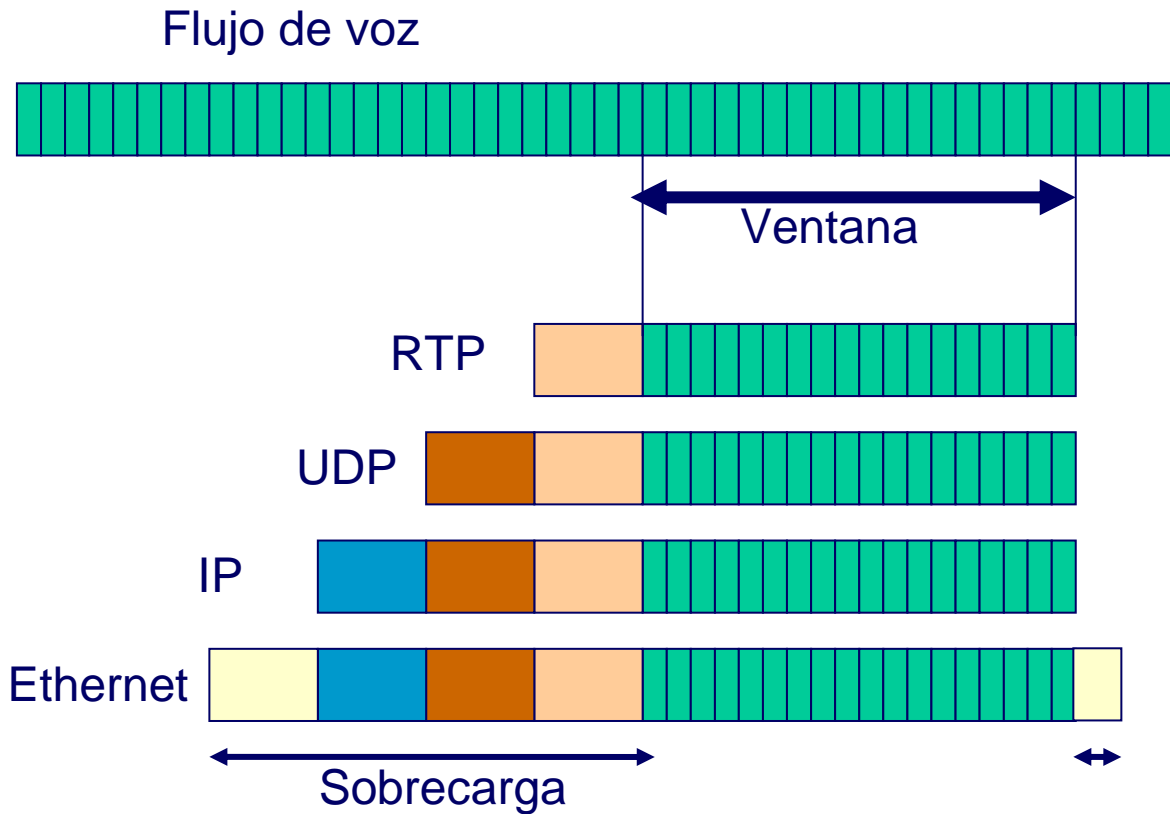 Flujo de voz
Ventana
RTP
UDP
IP
Ethernet
Sobrecarga